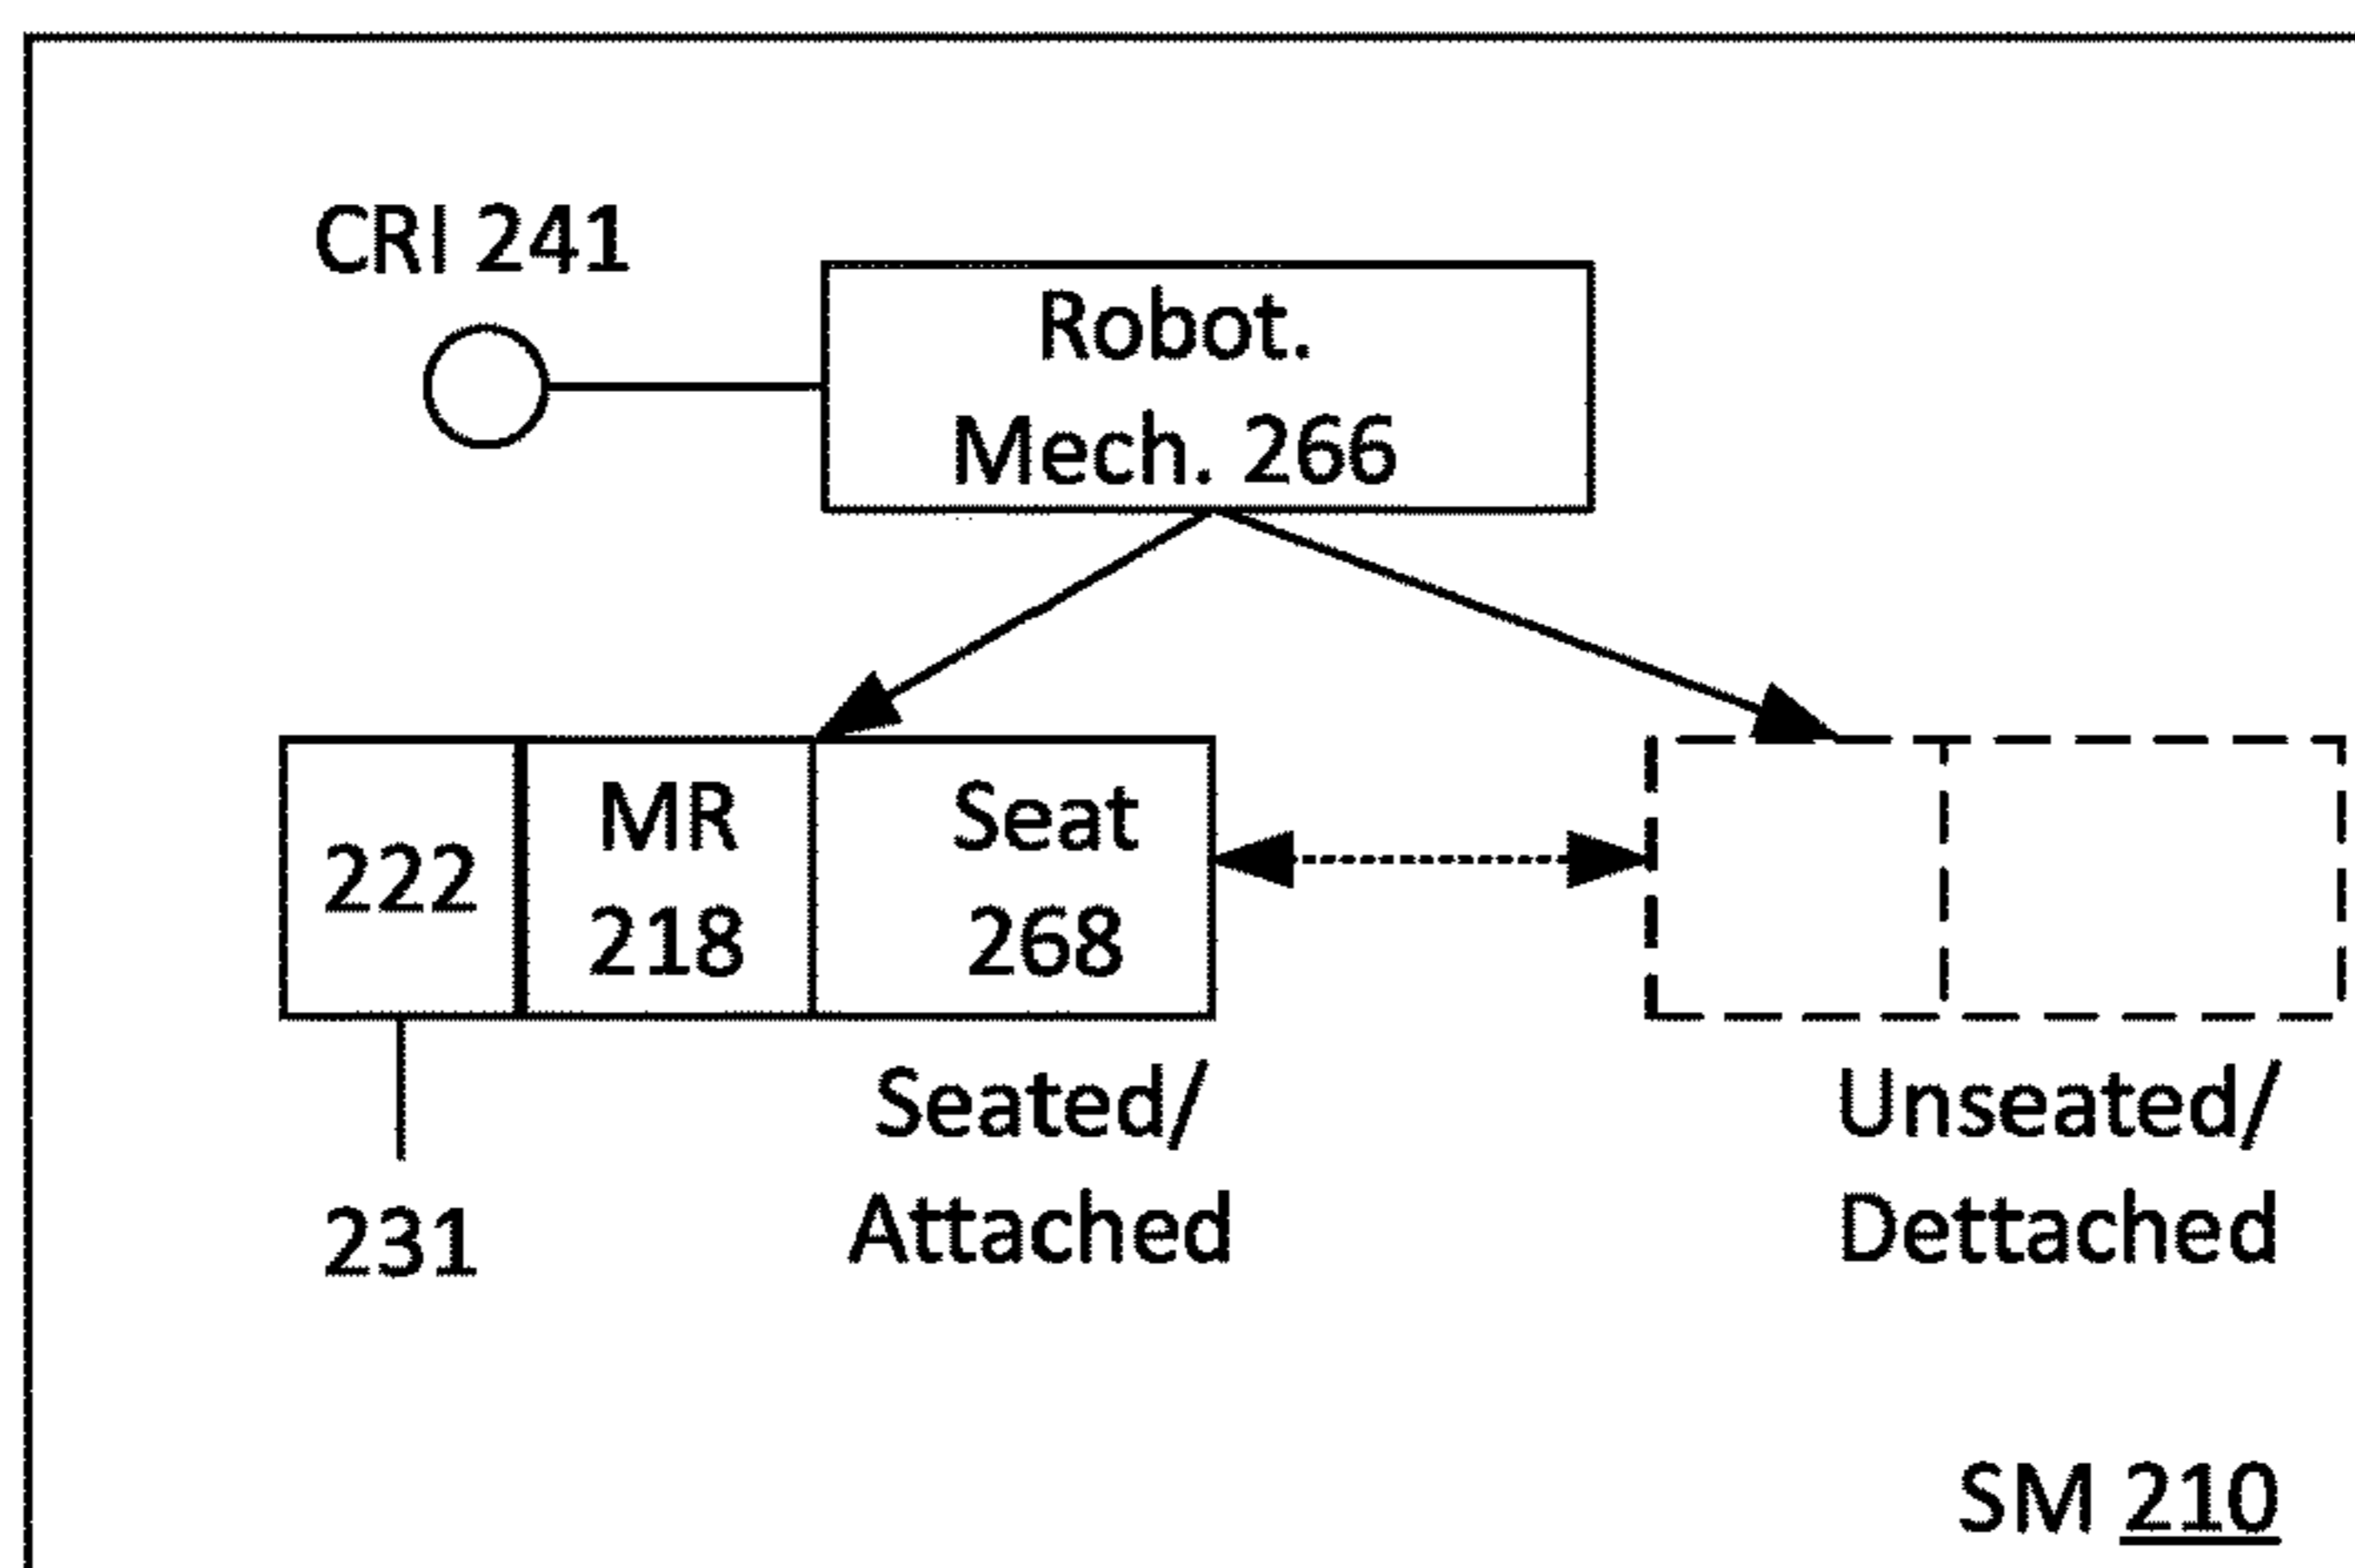 CRI 241
Robot.
Mech. 266
222
MR
218
Seat
268
Seated/
Attached
Unseated/
Dettached
231
SM 210